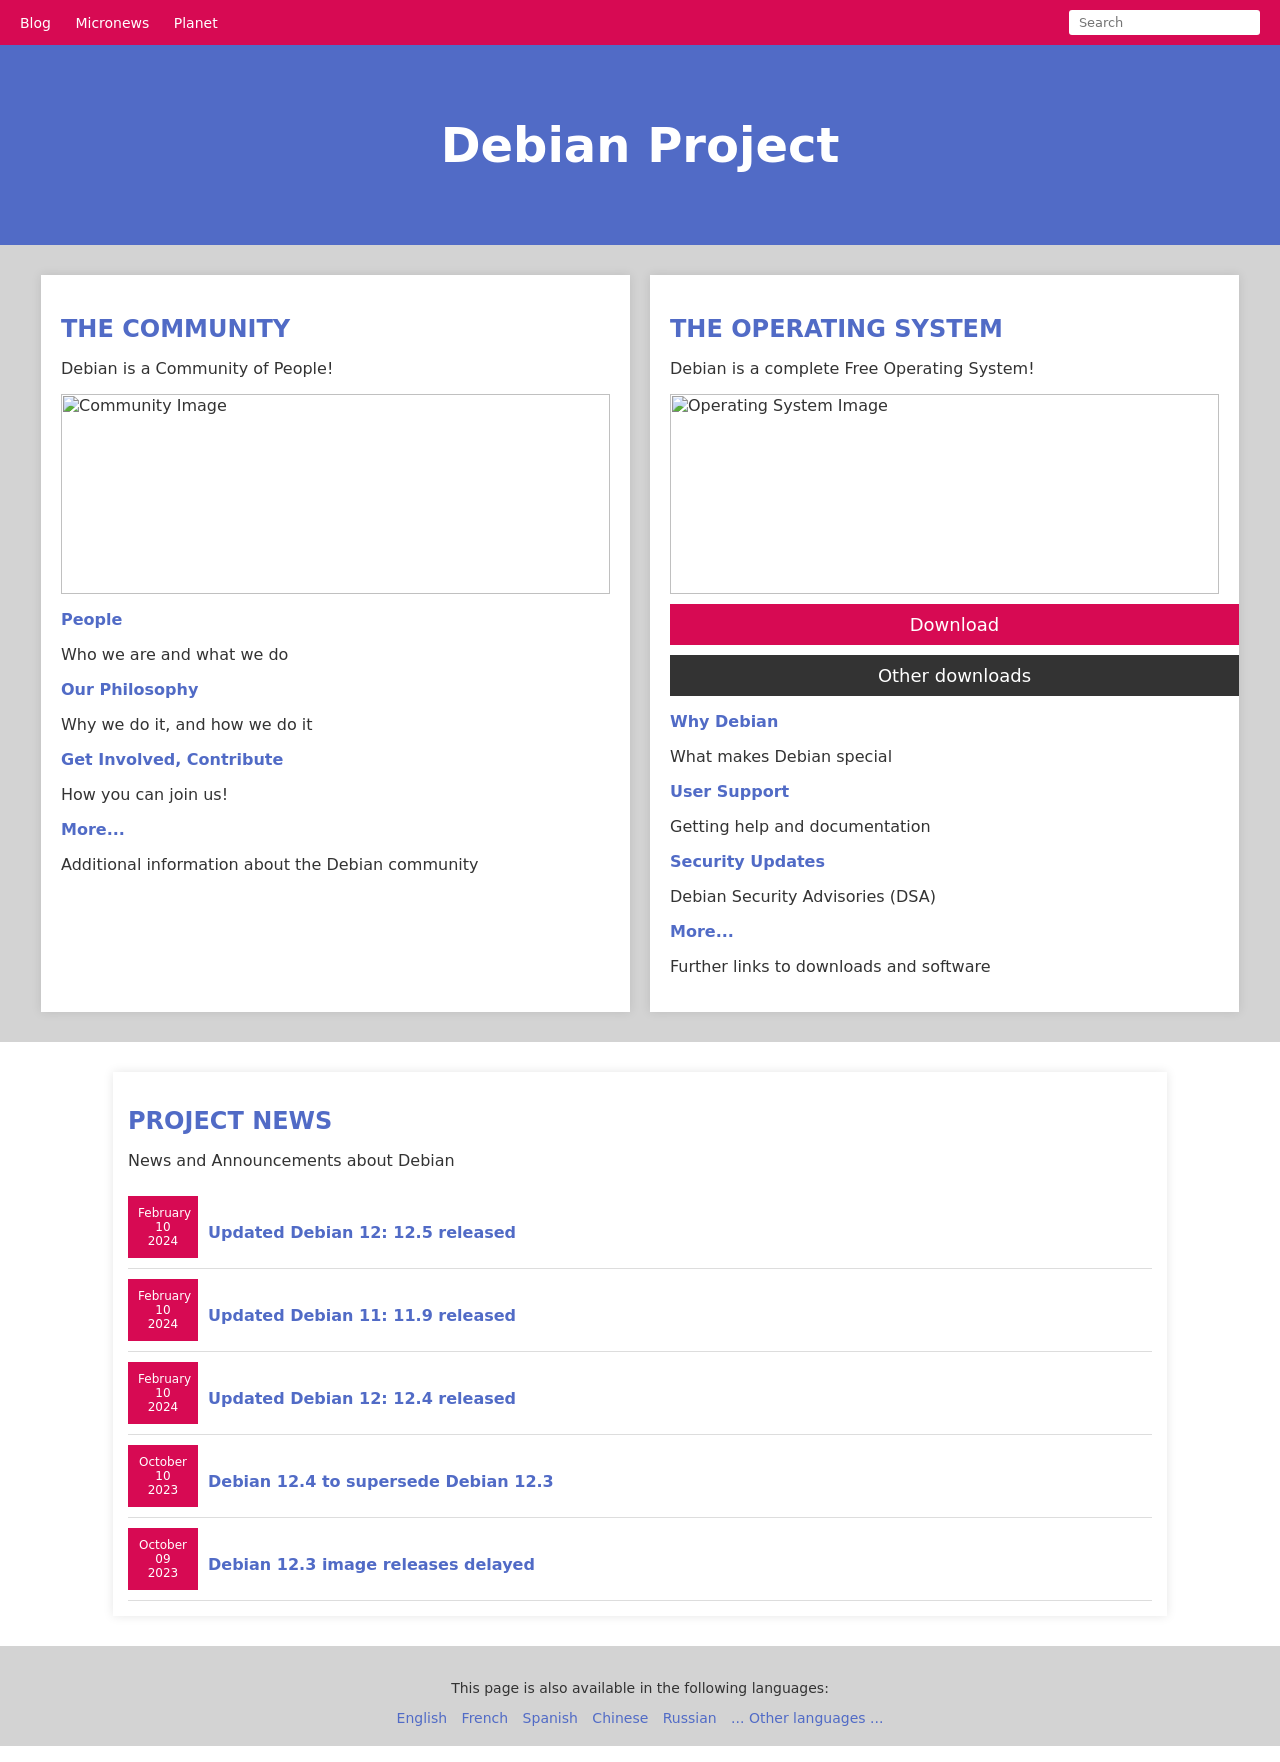 Blog Micronews Planet Search
Debian Project
THE COMMUNITY
Debian is a Community of People!
Community Image
People
Who we are and what we do
Our Philosophy
Why we do it, and how we do it
Get Involved, Contribute
How you can join us!
More...
Additional information about the Debian community
THE OPERATING SYSTEM
Debian is a complete Free Operating System!
Operating System Image
Download
Other downloads
Why Debian
What makes Debian special
User Support
Getting help and documentation
Security Updates
Debian Security Advisories (DSA)
More...
Further links to downloads and software
PROJECT NEWS
News and Announcements about Debian
February
10
2024
Updated Debian 12: 12.5 released
February
10
2024
Updated Debian 11: 11.9 released
February
10
2024
Updated Debian 12: 12.4 released
October
10
2023
Debian 12.4 to supersede Debian 12.3
October
09
2023
Debian 12.3 image releases delayed
This page is also available in the following languages:
English French Spanish Chinese Russian ... Other languages ...